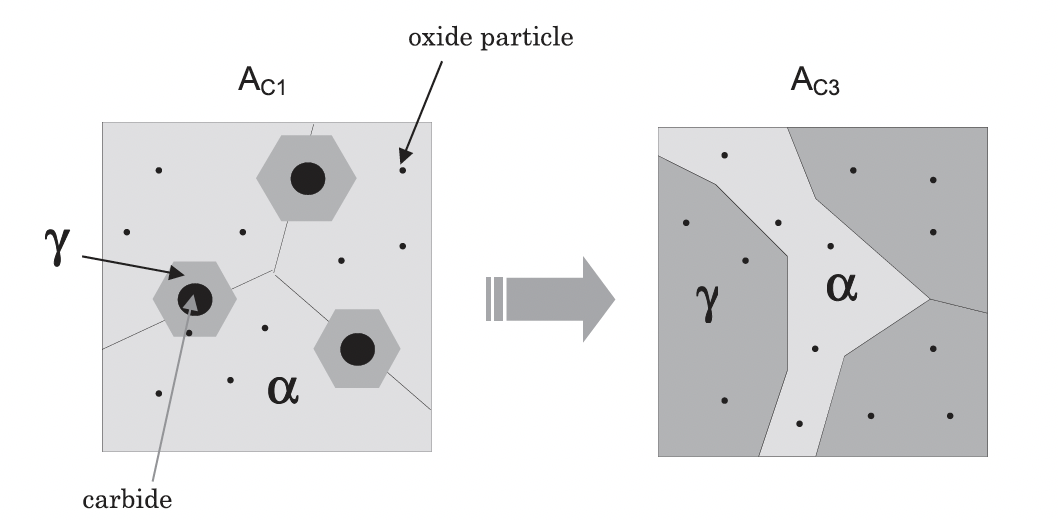 oxide particle
AC1
AC3
γ
γ
α
α
carbide